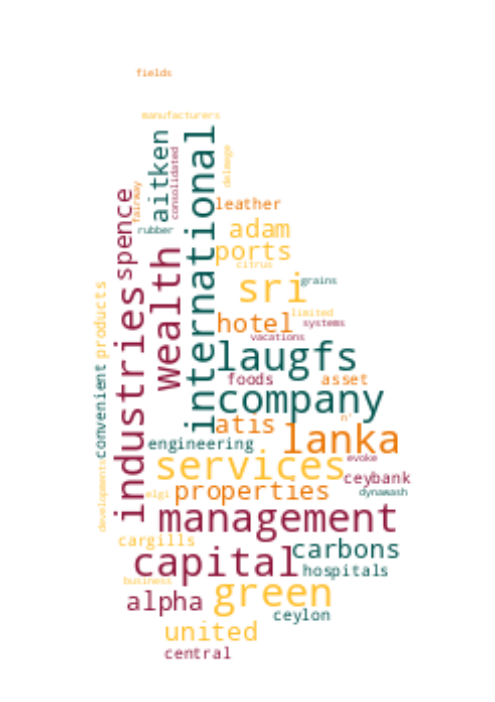 fields
manufacturers
international
aitken
consolidated
delmege
fairway
spence
leather
rubber
adam
ports
wealth
citrus
sri
grains
industries
products
limited
hotel
systems
vacations
laugfs
convenient
foods
asset
company
atis
n'
lanka
engineering
services
evoke
ceybank
developments
elgi
properties
dynawash
management
cargills
capital
carbons
hospitals
business
green
alpha
ceylon
united
central